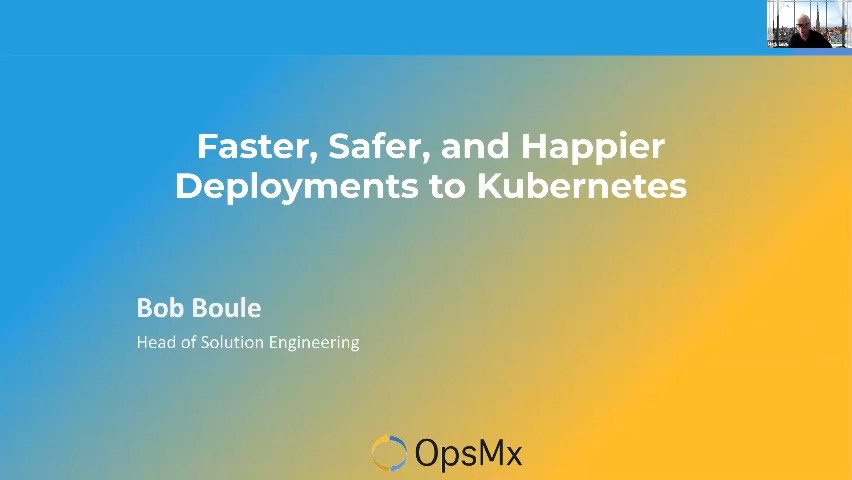 Faster, Safer, and Happier
Deployments to Kubernetes
Bob Boule
Head of Solution Engineering
OpsMx